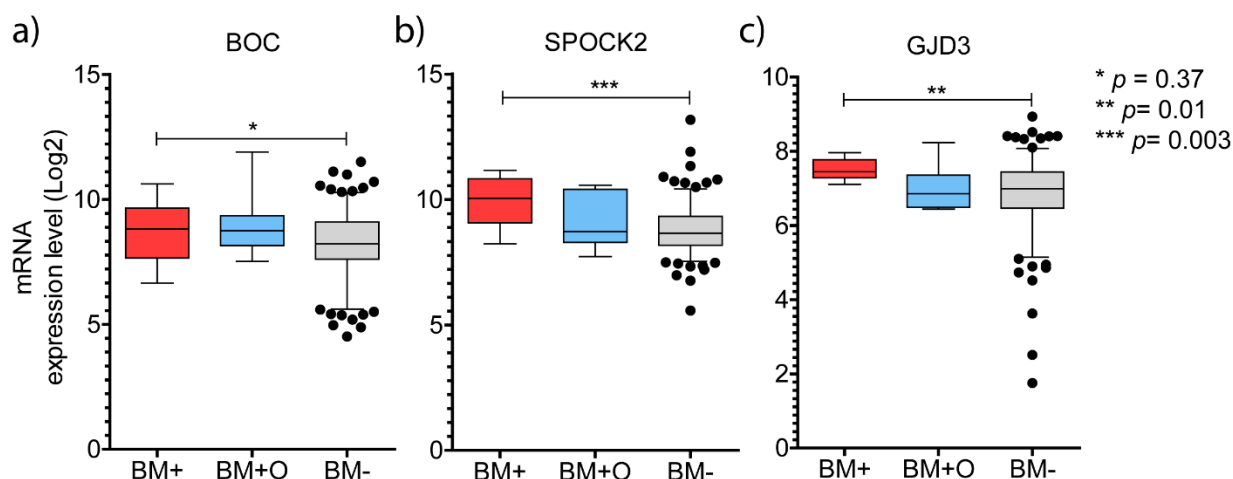 a)
BOC
mRNA
expression level (Log2)
15
10
5
0
*
BM+ BM+O BM-
b)
SPOCK2
15
10
5
0
***
BM+ BM+O BM-
c)
GJD3
10
8
6
4
2
0
**
BM+ BM+O BM-
* p = 0.37
** p= 0.01
*** p= 0.003